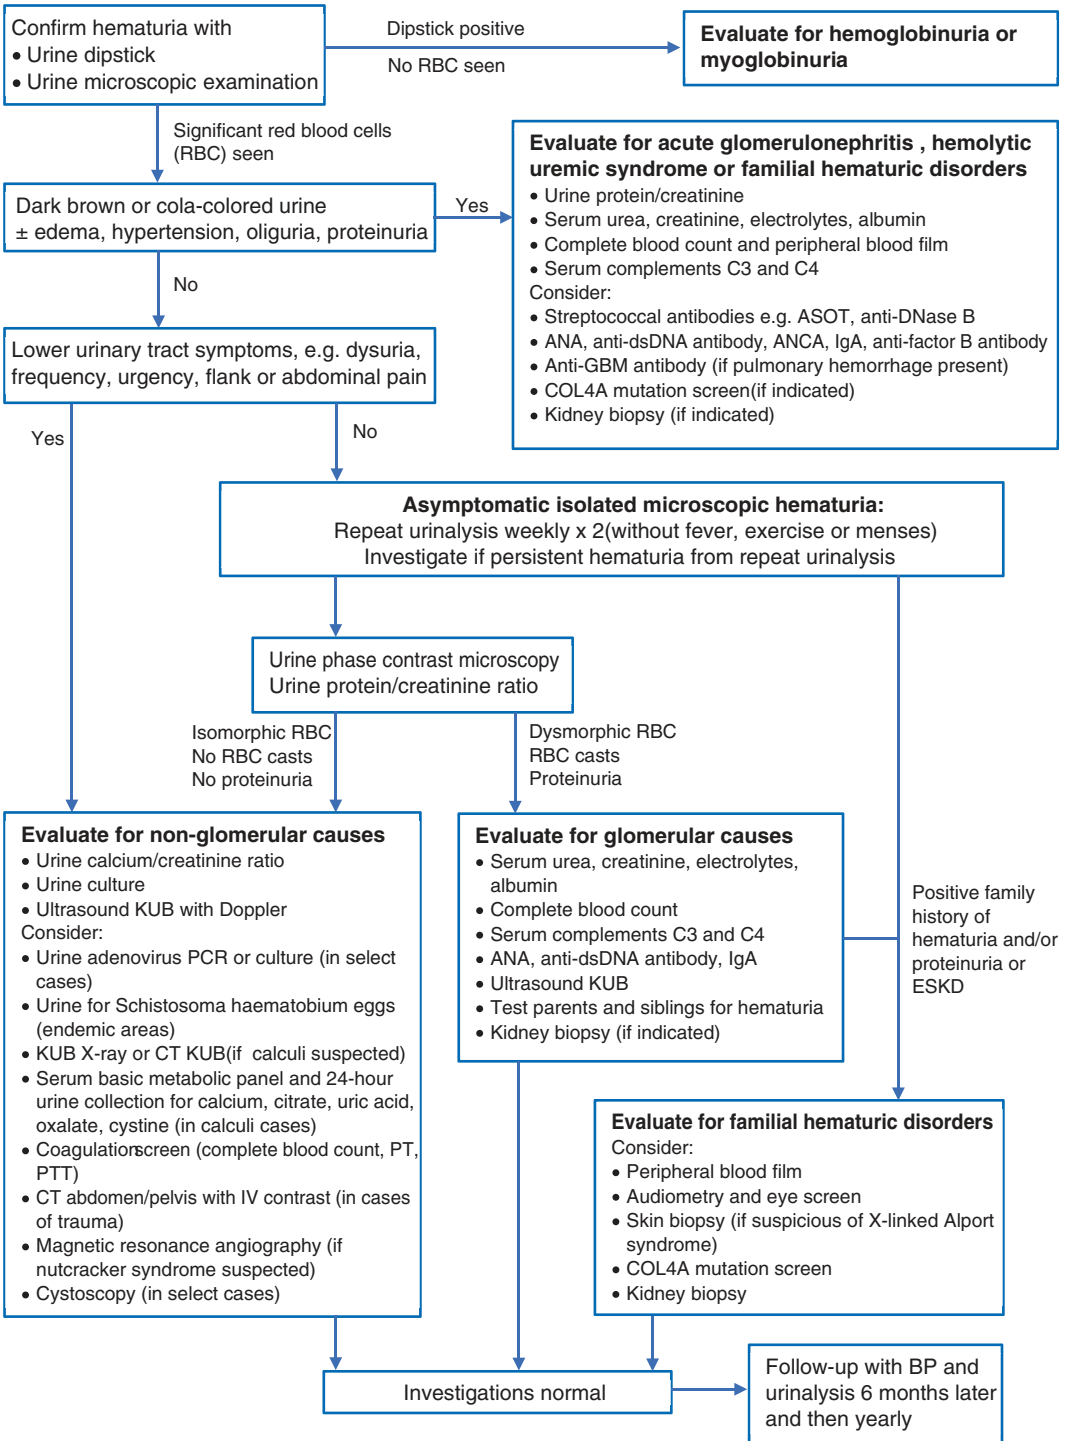 Confirm hematuria with
• Urine dipstick
• Urine microscopic examination
Dipstick positive
No RBC seen
Evaluate for hemoglobinuria or
myoglobinuria
Significant red blood cells
(RBC) seen
Dark brown or cola-colored urine
± edema, hypertension, oliguria, proteinuria
Yes
Evaluate for acute glomerulonephritis , hemolytic
uremic syndrome or familial hematuric disorders
• Urine protein/creatinine
• Serum urea, creatinine, electrolytes, albumin
• Complete blood count and peripheral blood film
• Serum complements C3 and C4
Consider:
• Streptococcal antibodies e.g. ASOT, anti-DNase B
• ANA, anti-dsDNA antibody, ANCA, IgA, anti-factor B antibody
• Anti-GBM antibody (if pulmonary hemorrhage present)
• COL4A mutation screen(if indicated)
• Kidney biopsy (if indicated)
No
Lower urinary tract symptoms, e.g. dysuria,
frequency, urgency, flank or abdominal pain
Yes
No
Asymptomatic isolated microscopic hematuria:
Repeat urinalysis weekly x 2(without fever, exercise or menses)
Investigate if persistent hematuria from repeat urinalysis
Urine phase contrast microscopy
Urine protein/creatinine ratio
Isomorphic RBC
No RBC casts
No proteinuria
Dysmorphic RBC
RBC casts
Proteinuria
Evaluate for non-glomerular causes
• Urine calcium/creatinine ratio
• Urine culture
• Ultrasound KUB with Doppler
Consider:
• Urine adenovirus PCR or culture (in select
cases)
• Urine for Schistosoma haematobium eggs
(endemic areas)
• KUB X-ray or CT KUB(if calculi suspected)
• Serum basic metabolic panel and 24-hour
urine collection for calcium, citrate, uric acid,
oxalate, cystine (in calculi cases)
• Coagulationscreen (complete blood count, PT,
PTT)
• CT abdomen/pelvis with IV contrast (in cases
of trauma)
• Magnetic resonance angiography (if
nutcracker syndrome suspected)
• Cystoscopy (in select cases)
Evaluate for glomerular causes
• Serum urea, creatinine, electrolytes,
albumin
• Complete blood count
• Serum complements C3 and C4
• ANA, anti-dsDNA antibody, IgA
• Ultrasound KUB
• Test parents and siblings for hematuria
• Kidney biopsy (if indicated)
Positive family
history of
hematuria and/or
proteinuria or
ESKD
Evaluate for familial hematuric disorders
Consider:
• Peripheral blood film
• Audiometry and eye screen
• Skin biopsy (if suspicious of X-linked Alport
syndrome)
• COL4A mutation screen
• Kidney biopsy
Investigations normal
Follow-up with BP and
urinalysis 6 months later
and then yearly